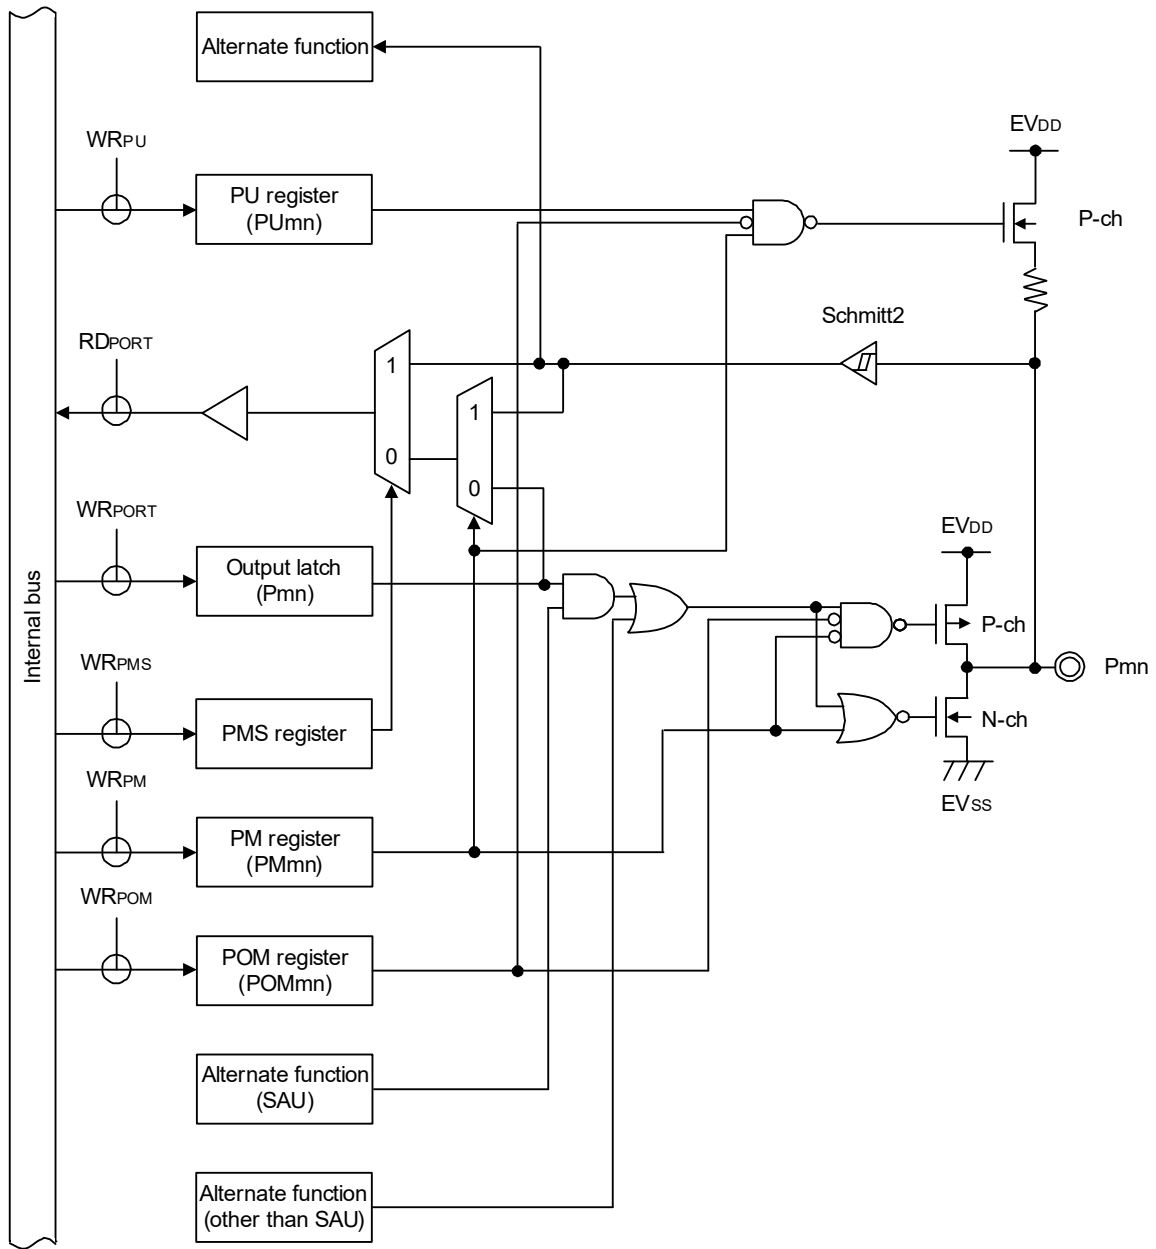 Alternate function
WRPU
PU register
(PUmn)
EVDD
P-ch
Schmitt2
RDPORT
1
0
1
0
WRPORT
Output latch
(Pmn)
EVDD
P-ch
Pmn
N-ch
EVSS
Internal bus
WRPMS
PMS register
WRPM
PM register
(PMmn)
WRPOM
POM register
(POMmn)
Alternate function
(SAU)
Alternate function
(other than SAU)